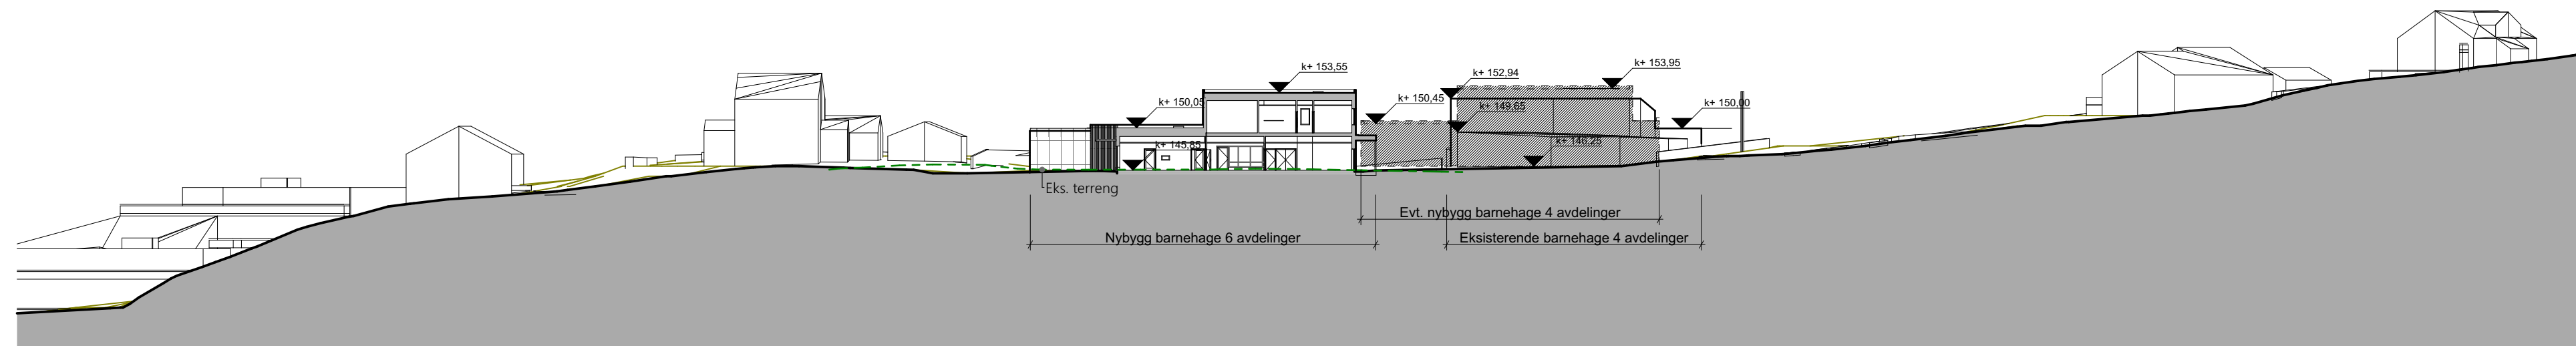 k+ 153,55
k+ 153,95
k+ 152,94
k+ 150,05
k+ 150,45
k+ 149,65
k+ 150,00
k+ 145,85
k+ 146,25
Eks. terreng
Evt. nybygg barnehage 4 avdelinger
Nybygg barnehage 6 avdelinger
Eksisterende barnehage 4 avdelinger